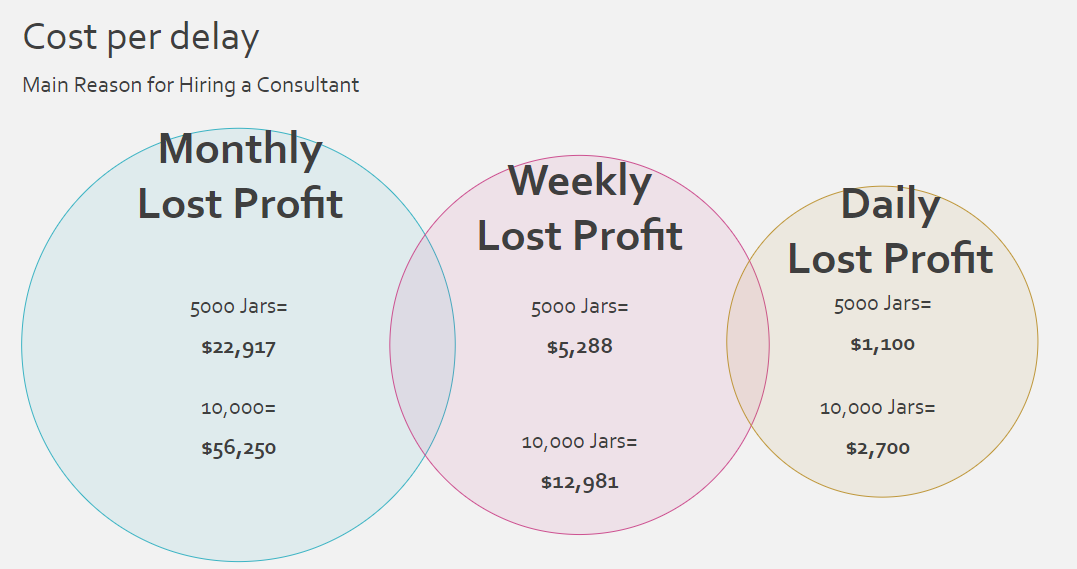 Cost per delay
Main Reason for Hiring a Consultant
Monthly
Lost Profit
5000 Jars=
$22,917
10,000=
$56,250
Weekly
Lost Profit
5000 Jars=
$5,288
10,000 Jars=
$12,981
Daily
Lost Profit
5000 Jars=
$1,100
10,000 Jars=
$2,700